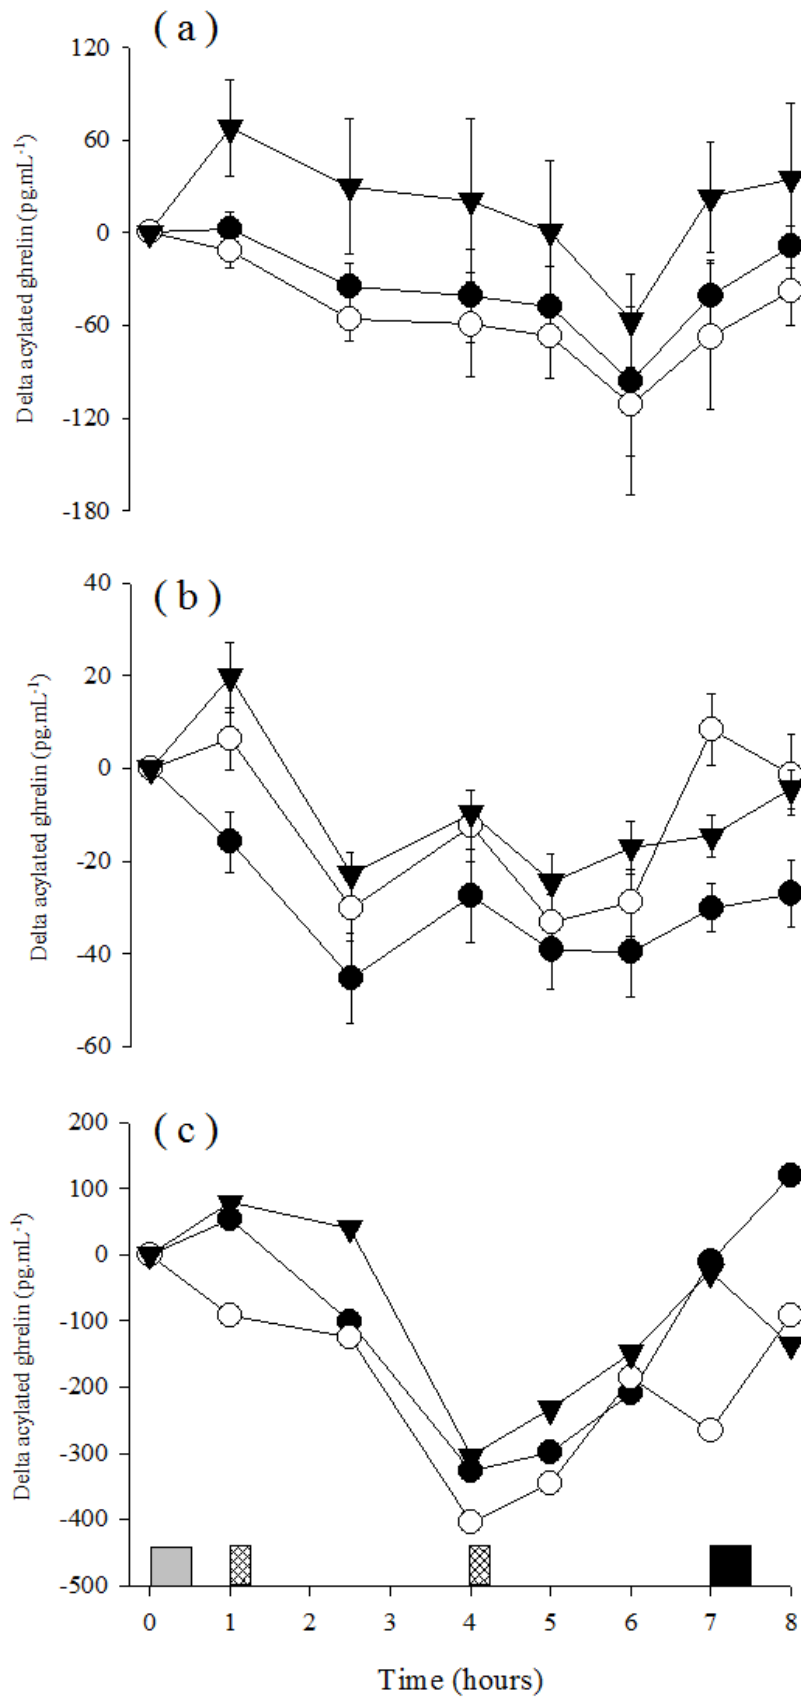 ( a )
120
60
0
-60
-120
-180
Delta acylated ghrelin (pg.mL⁻¹)
( b )
40
20
0
-20
-40
-60
Delta acylated ghrelin (pg.mL⁻¹)
( c )
200
100
0
-100
-200
-300
-400
-500
Delta acylated ghrelin (pg.mL⁻¹)
0 1 2 3 4 5 6 7 8
Time (hours)